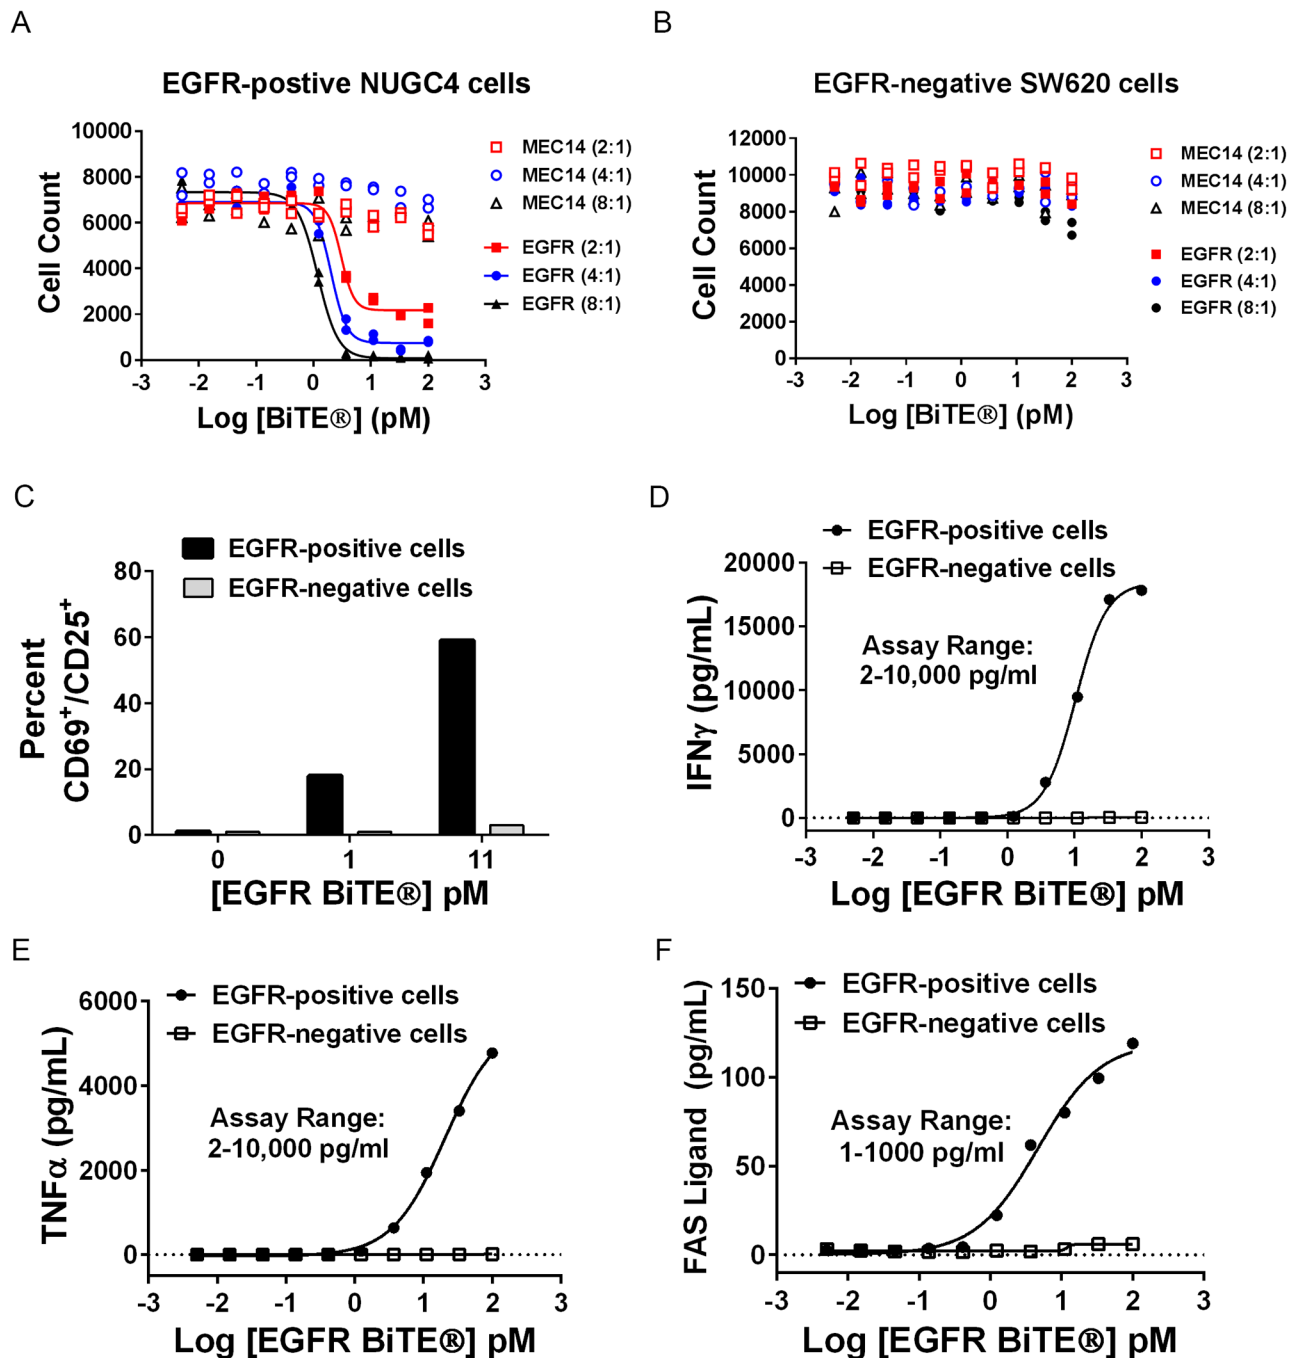 A
EGFR-postive NUGC4 cells
Cell Count
10000
8000
6000
4000
2000
0
-3 -2 -1 0 1 2 3
Log [BiTE®] (pM)
MEC14 (2:1)
MEC14 (4:1)
MEC14 (8:1)
EGFR (2:1)
EGFR (4:1)
EGFR (8:1)
B
EGFR-negative SW620 cells
Cell Count
12000
10000
8000
6000
4000
2000
0
-3 -2 -1 0 1 2 3
Log [BiTE®] (pM)
MEC14 (2:1)
MEC14 (4:1)
MEC14 (8:1)
EGFR (2:1)
EGFR (4:1)
EGFR (8:1)
C
EGFR-positive cells
EGFR-negative cells
Percent
CD69⁺/CD25⁺
80
60
40
20
0
0 1 11
[EGFR BiTE®] pM
D
EGFR-positive cells
EGFR-negative cells
IFNγ (pg/mL)
20000
15000
10000
5000
0
Assay Range:
2-10,000 pg/ml
-3 -2 -1 0 1 2 3
Log [EGFR BiTE®] pM
E
EGFR-positive cells
EGFR-negative cells
TNFα (pg/mL)
6000
4000
2000
0
Assay Range:
2-10,000 pg/ml
-3 -2 -1 0 1 2 3
Log [EGFR BiTE®] pM
F
EGFR-positive cells
EGFR-negative cells
FAS Ligand (pg/mL)
150
100
50
0
Assay Range:
1-1000 pg/ml
-3 -2 -1 0 1 2 3
Log [EGFR BiTE®] pM